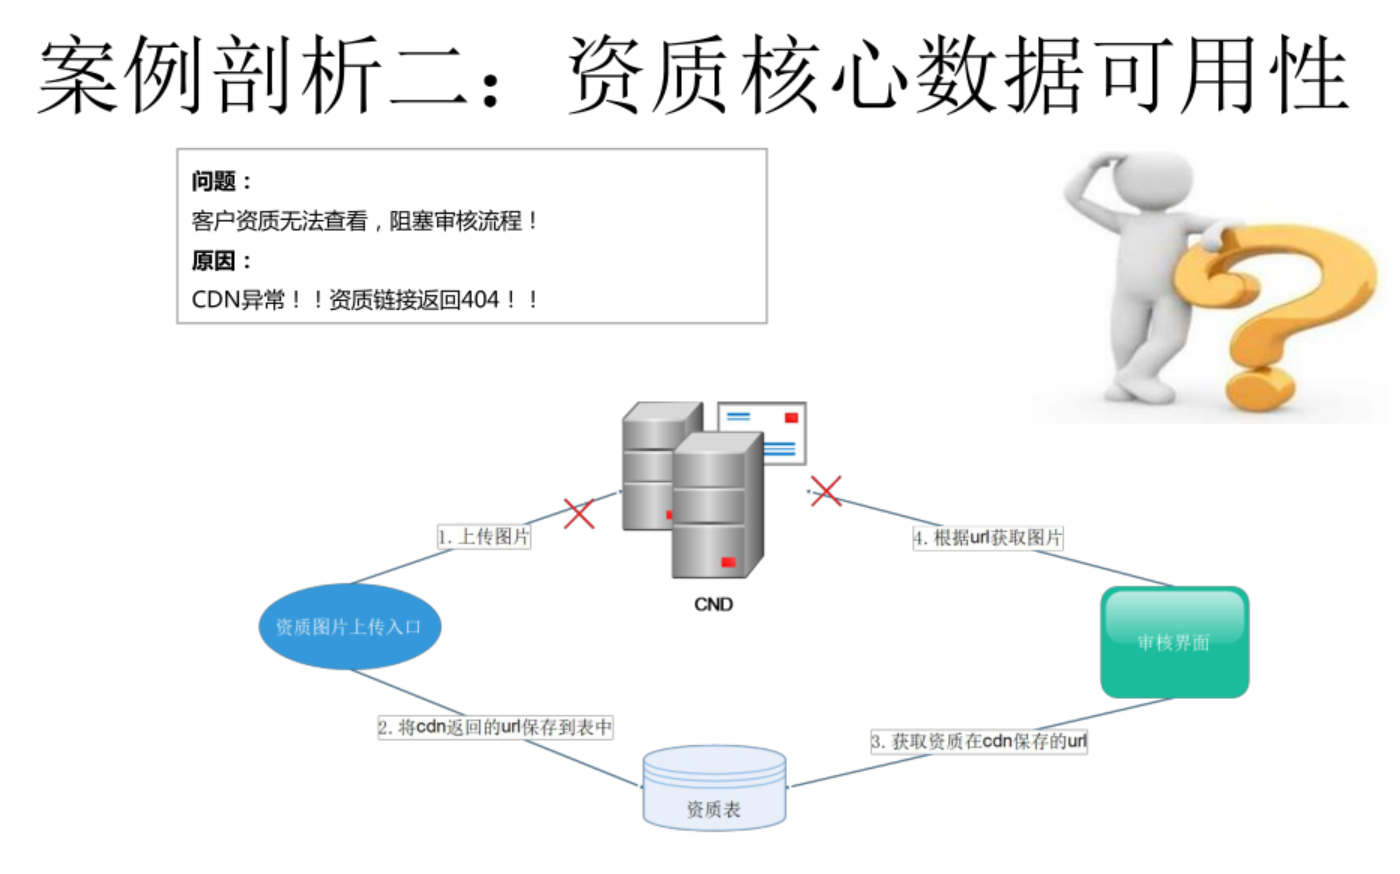 案例剖析二：资质核心数据可用性
问题：
客户资质无法查看，阻塞审核流程！
原因：
CDN异常！！资质链接返回404！！
1. 上传图片
4. 根据url获取图片
CND
资质图片上传入口
审核界面
2. 将cdn返回的url保存到表中
3. 获取资质在cdn保存的url
资质表